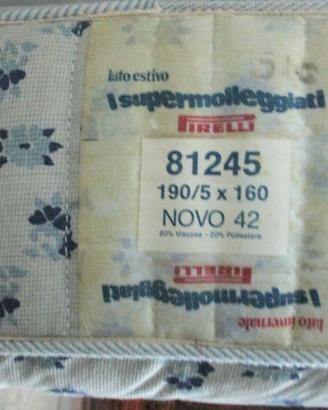 lato estivo
i supermolleggiati
PIRELLI
81245
190/5 x 160
NOVO 42
80% Viscosa - 20% Poliestere
PIRELLI
i supermolleggiati
lato invernale